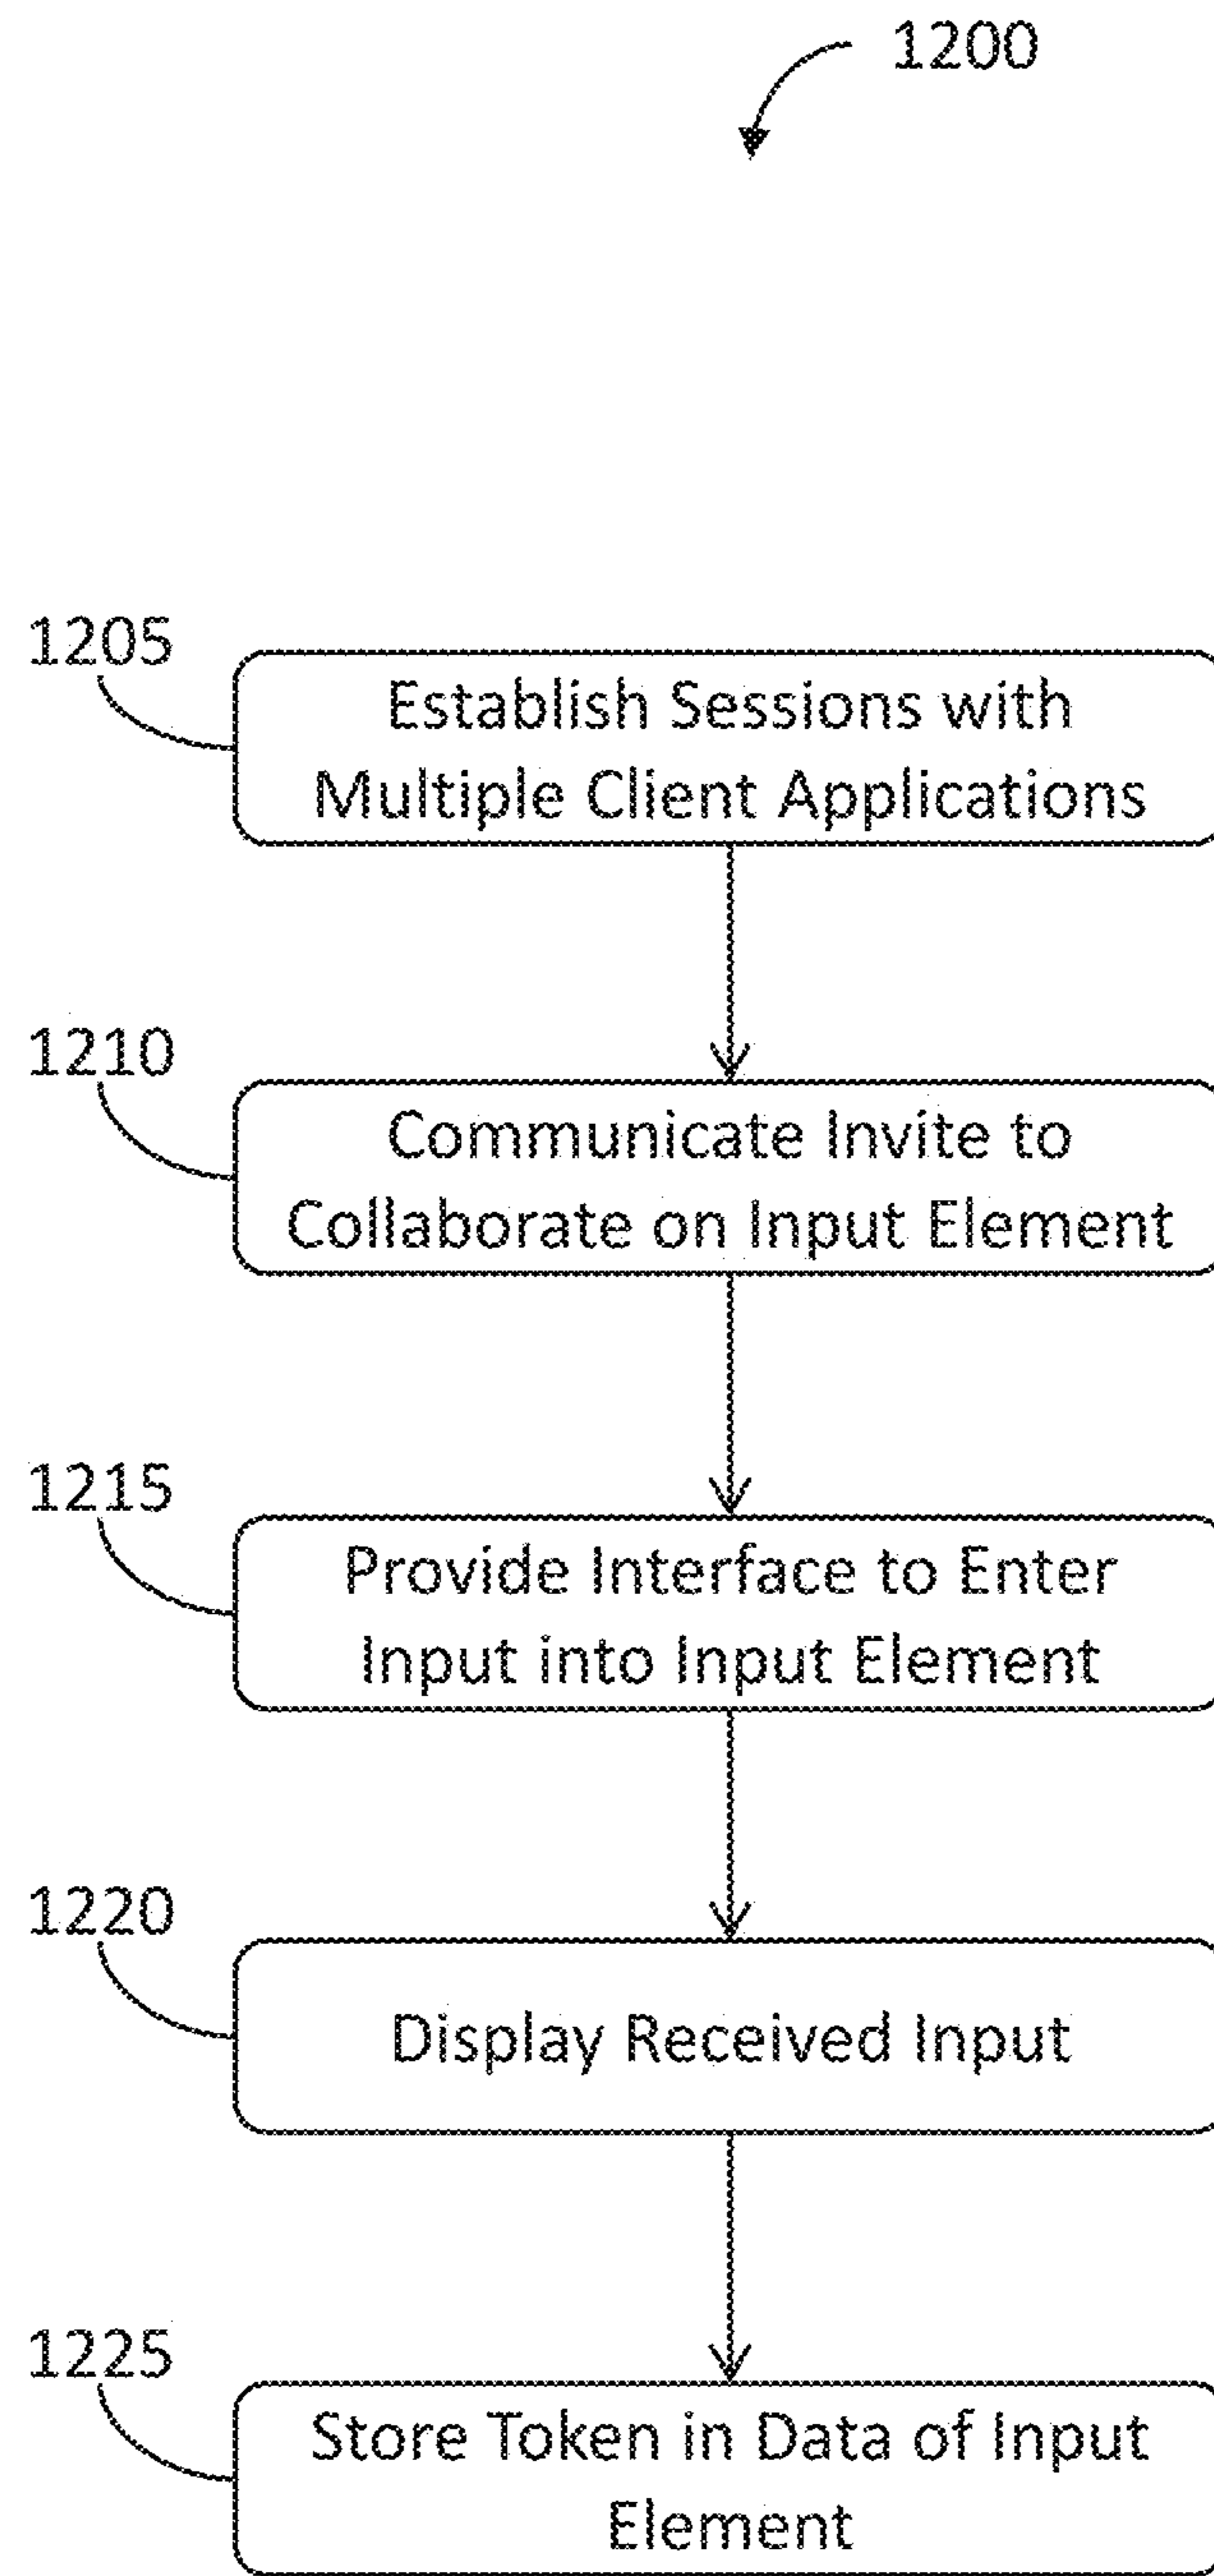 1200
1205
Establish Sessions with
Multiple Client Applications
1210
Communicate Invite to
Collaborate on Input Element
1215
Provide Interface to Enter
Input into Input Element
1220
Display Received Input
1225
Store Token in Data of Input
Element